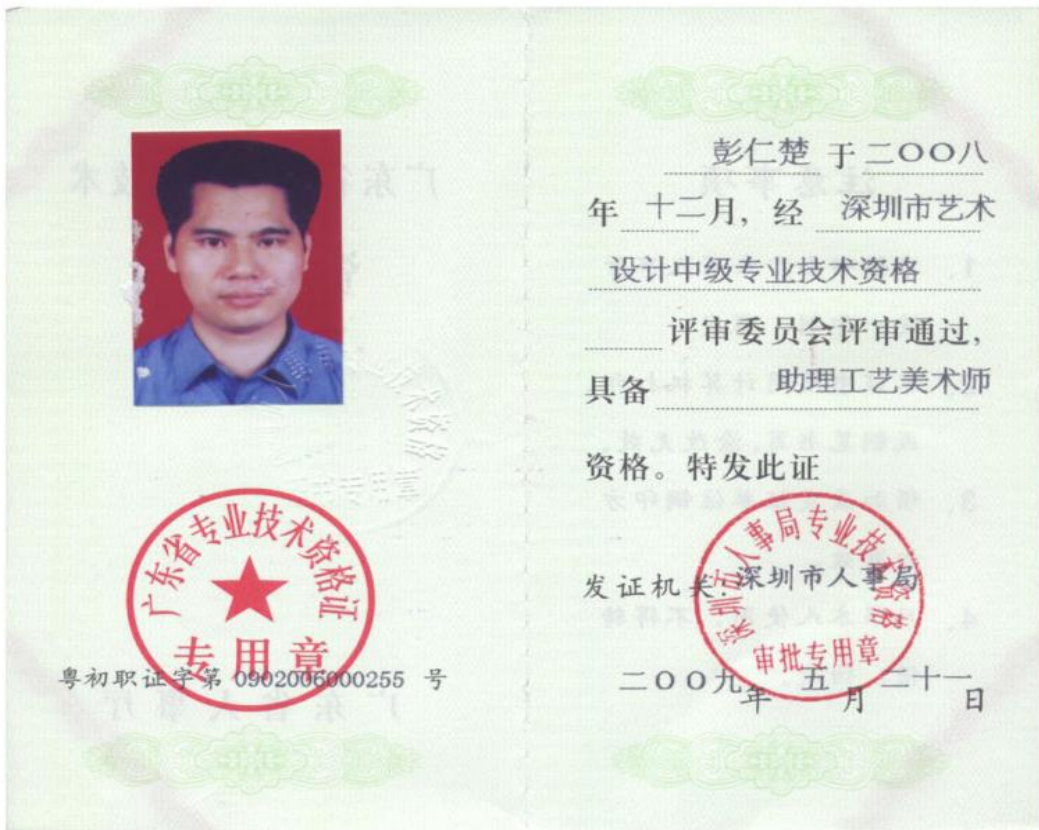 广东省专业技术资格证
专用章
粤初职证字第 0902006000255 号
彭仁楚 于 二OO八
年 十二月, 经 深圳市艺术
设计中级专业技术资格
评审委员会评审通过,
具备 助理工艺美术师
资格。特发此证
深圳市人事局专业技术资格
审批专用章
发证机关:深圳市人事局
二OO九年 五月 二十一日